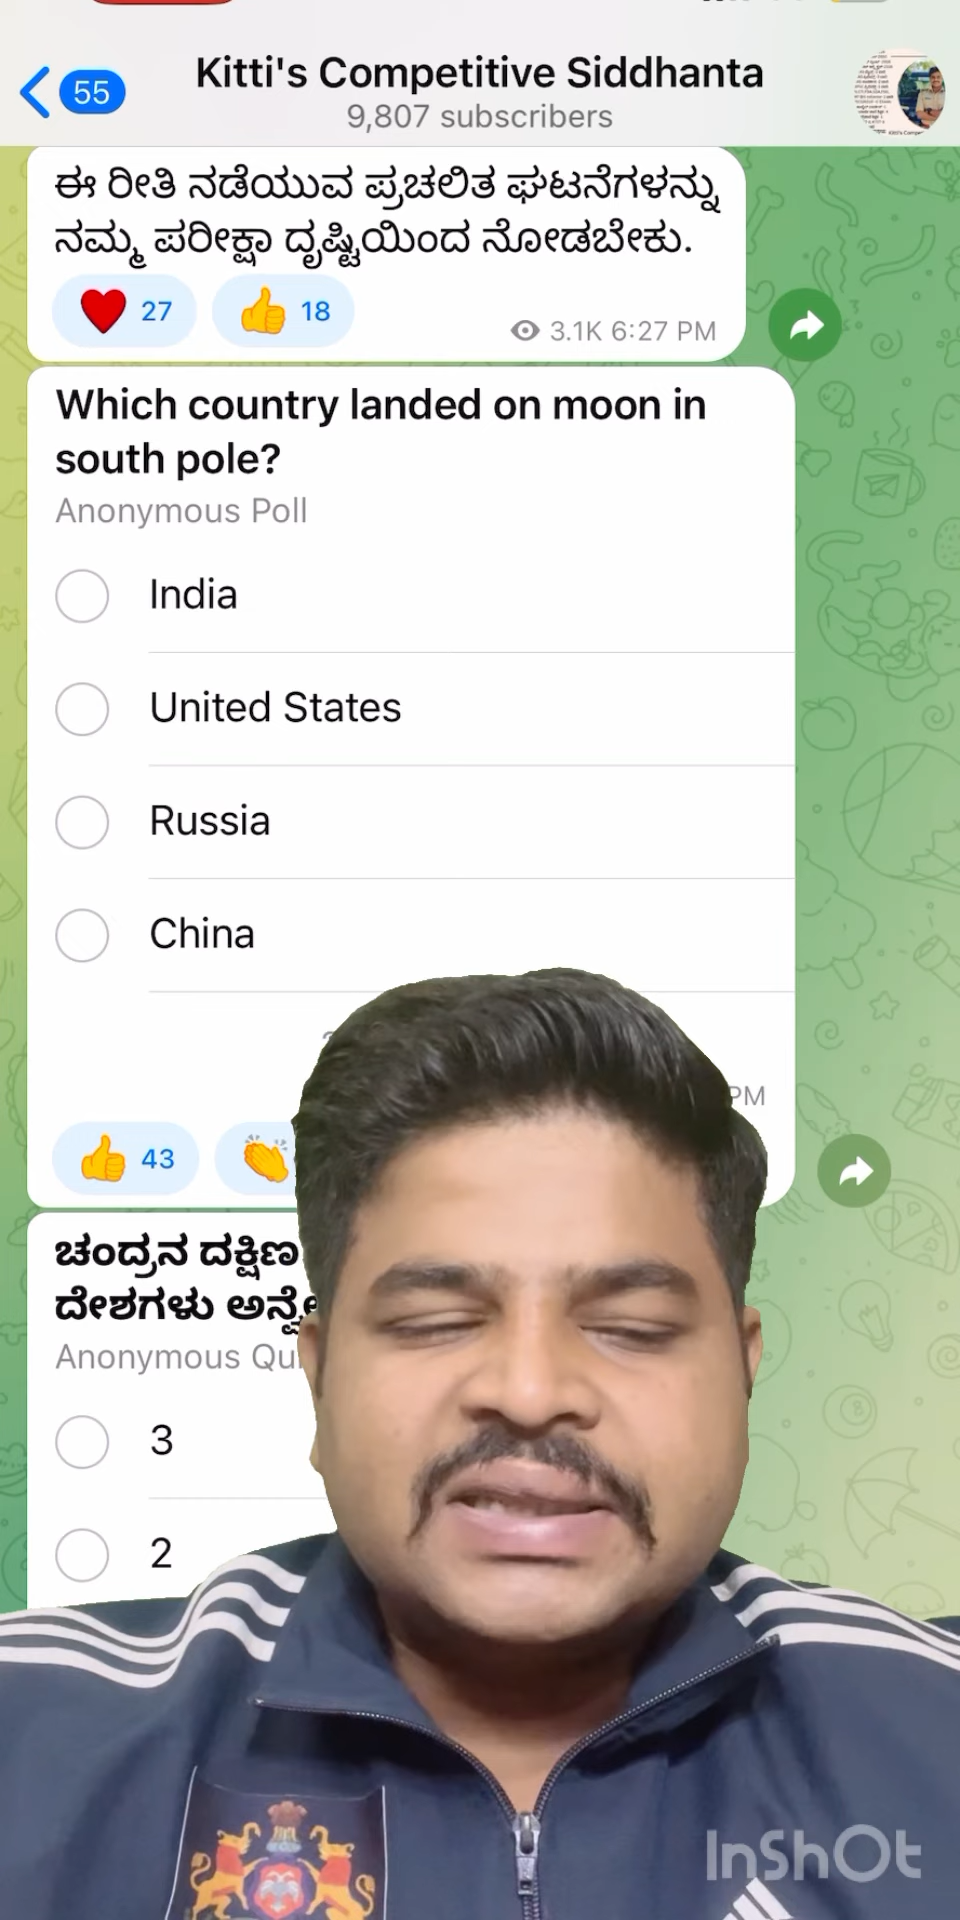 55
Kitti's Competitive Siddhanta
9,807 subscribers
ಈ ರೀತಿ ನಡೆಯುವ ಪ್ರಚಲಿತ ಘಟನೆಗಳನ್ನು
ನಮ್ಮ ಪರೀಕ್ಷಾ ದೃಷ್ಟಿಯಿಂದ ನೋಡಬೇಕು.
27
18
3.1K 6:27 PM
Which country landed on moon in
south pole?
Anonymous Poll
India
United States
Russia
China
PM
43
ಚಂದ್ರನ ದಕ್ಷಿಣ
ದೇಶಗಳು
Anonymous
3
2
InShOt